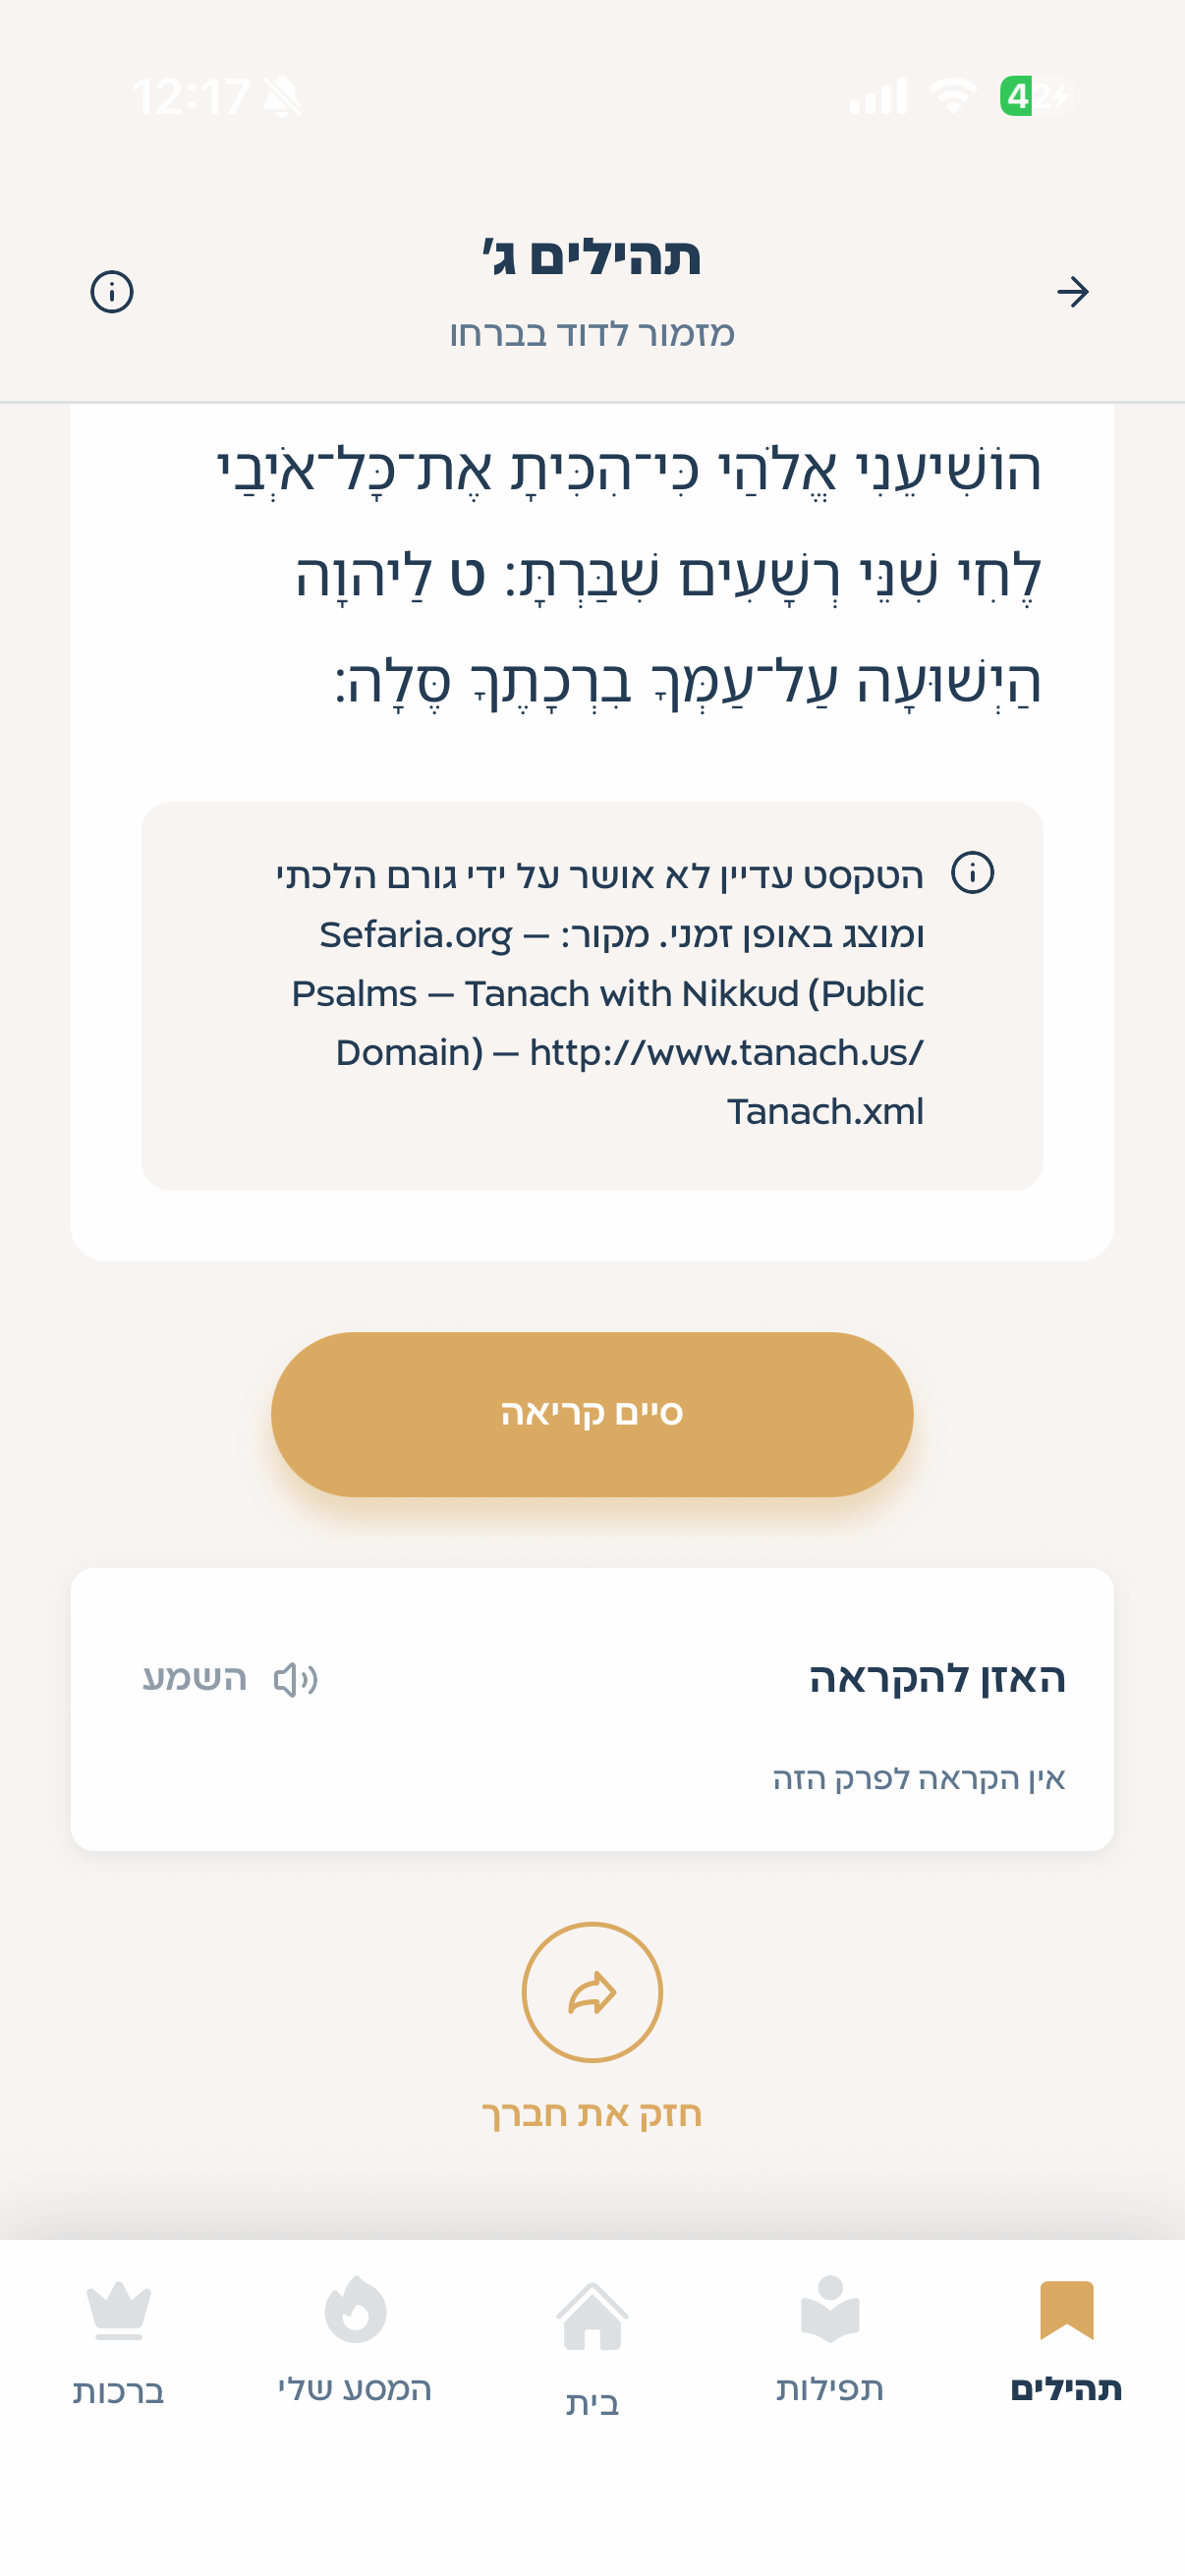 12:17
42
תהילים ג׳
מזמור לדוד בברחו
הוֹשִׁיעֵנִי אֱלֹהַי כִּי־הִכִּיתָ אֶת־כָּל־אֹיְבַי
לֶחִי שִׁנֵּי רְשָׁעִים שִׁבַּרְתָּ: ט לַיהוָה
הַיְשׁוּעָה עַל־עַמְּךָ בִרְכָתֶךָ סֶּלָה:
הטקסט עדיין לא אושר על ידי גורם הלכתי
ומוצג באופן זמני. מקור: — Sefaria.org
Psalms — Tanach with Nikkud (Public
Domain) — http://www.tanach.us/
Tanach.xml
סיים קריאה
האזן להקראה
השמע
אין הקראה לפרק הזה
חזק את חברך
תהילים
תפילות
בית
המסע שלי
ברכות